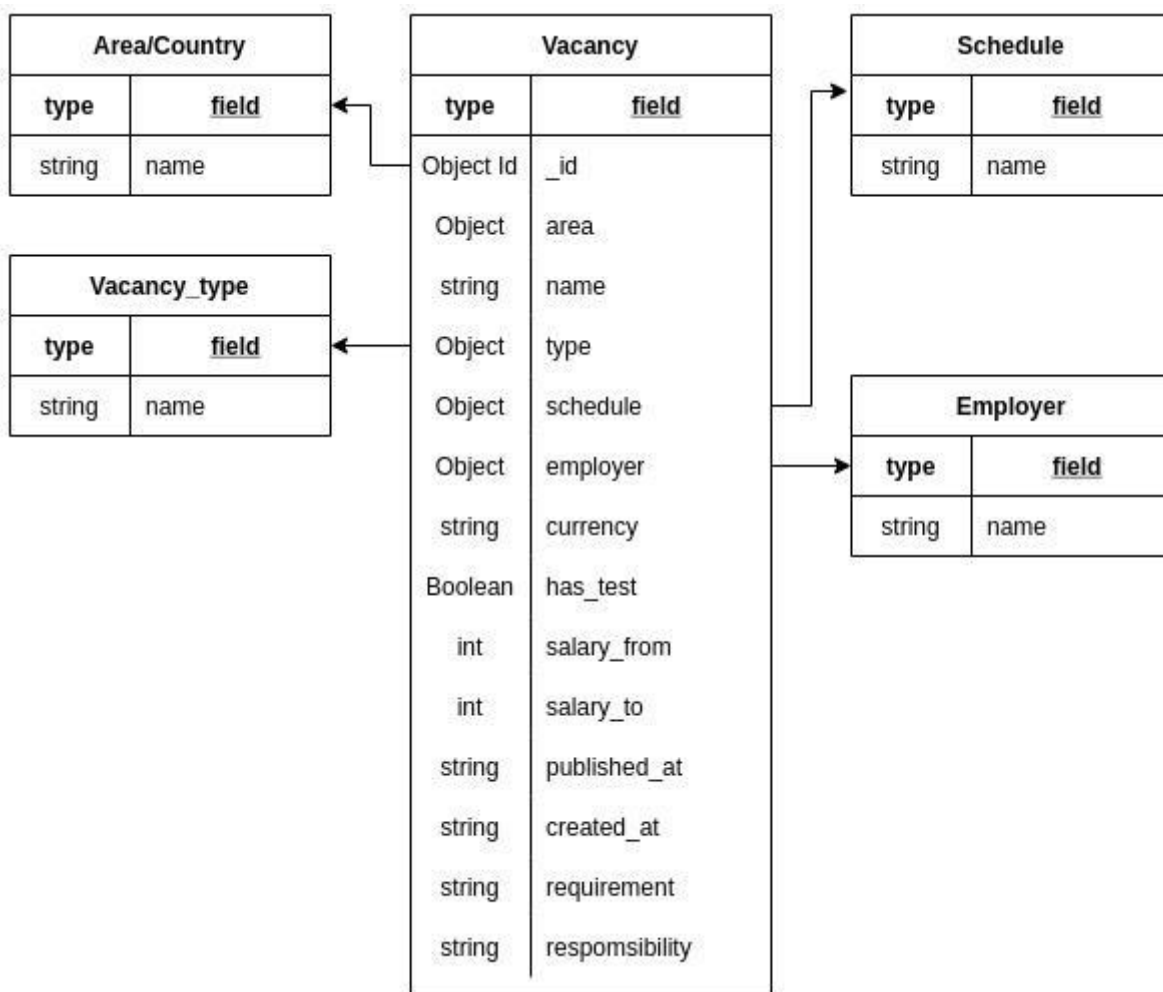 Area/Country
type field
string name
Vacancy_type
type field
string name
Vacancy
type field
Object Id _id
Object area
string name
Object type
Object schedule
Object employer
string currency
Boolean has_test
int salary_from
int salary_to
string published_at
string created_at
string requirement
string respomsibility
Schedule
type field
string name
Employer
type field
string name